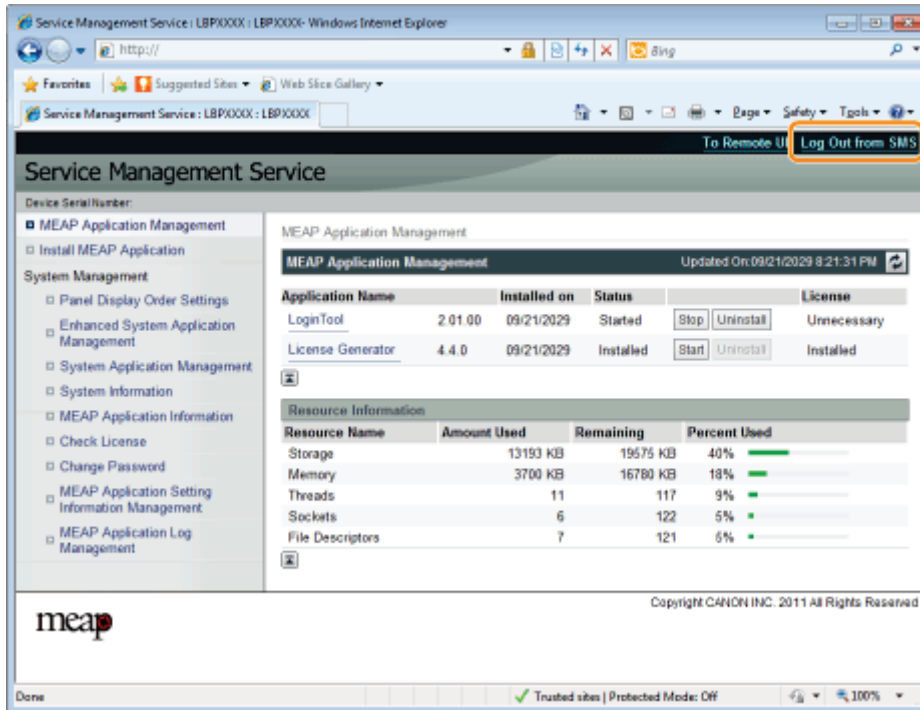 Service Management Service : LBPXXXX : LBPXXXX- Windows Internet Explorer
http:// Bing
Favorites Suggested Sites Web Slice Gallery
Service Management Service : LBPXXXX : LBPXXXX Page Safety Tools
To Remote UI Log Out from SMS
Service Management Service
Device Serial Number:
MEAP Application Management
Install MEAP Application
System Management
Panel Display Order Settings
Enhanced System Application
Management
System Application Management
System Information
MEAP Application Information
Check License
Change Password
MEAP Application Setting
Information Management
MEAP Application Log
Management
MEAP Application Management
MEAP Application Management Updated On:09/21/2029 8:21:31 PM
Application Name Installed on Status License
LoginTool 2.01.00 09/21/2029 Started Stop Uninstall Unnecessary
License Generator 4.4.0 09/21/2029 Installed Start Uninstall Installed
Resource Information
Resource Name Amount Used Remaining Percent Used
Storage 13193 KB 19575 KB 40%
Memory 3700 KB 16780 KB 18%
Threads 11 117 9%
Sockets 6 122 5%
File Descriptors 7 121 6%
Copyright CANON INC. 2011 All Rights Reserved
meap
Done Trusted sites | Protected Mode: Off 100%